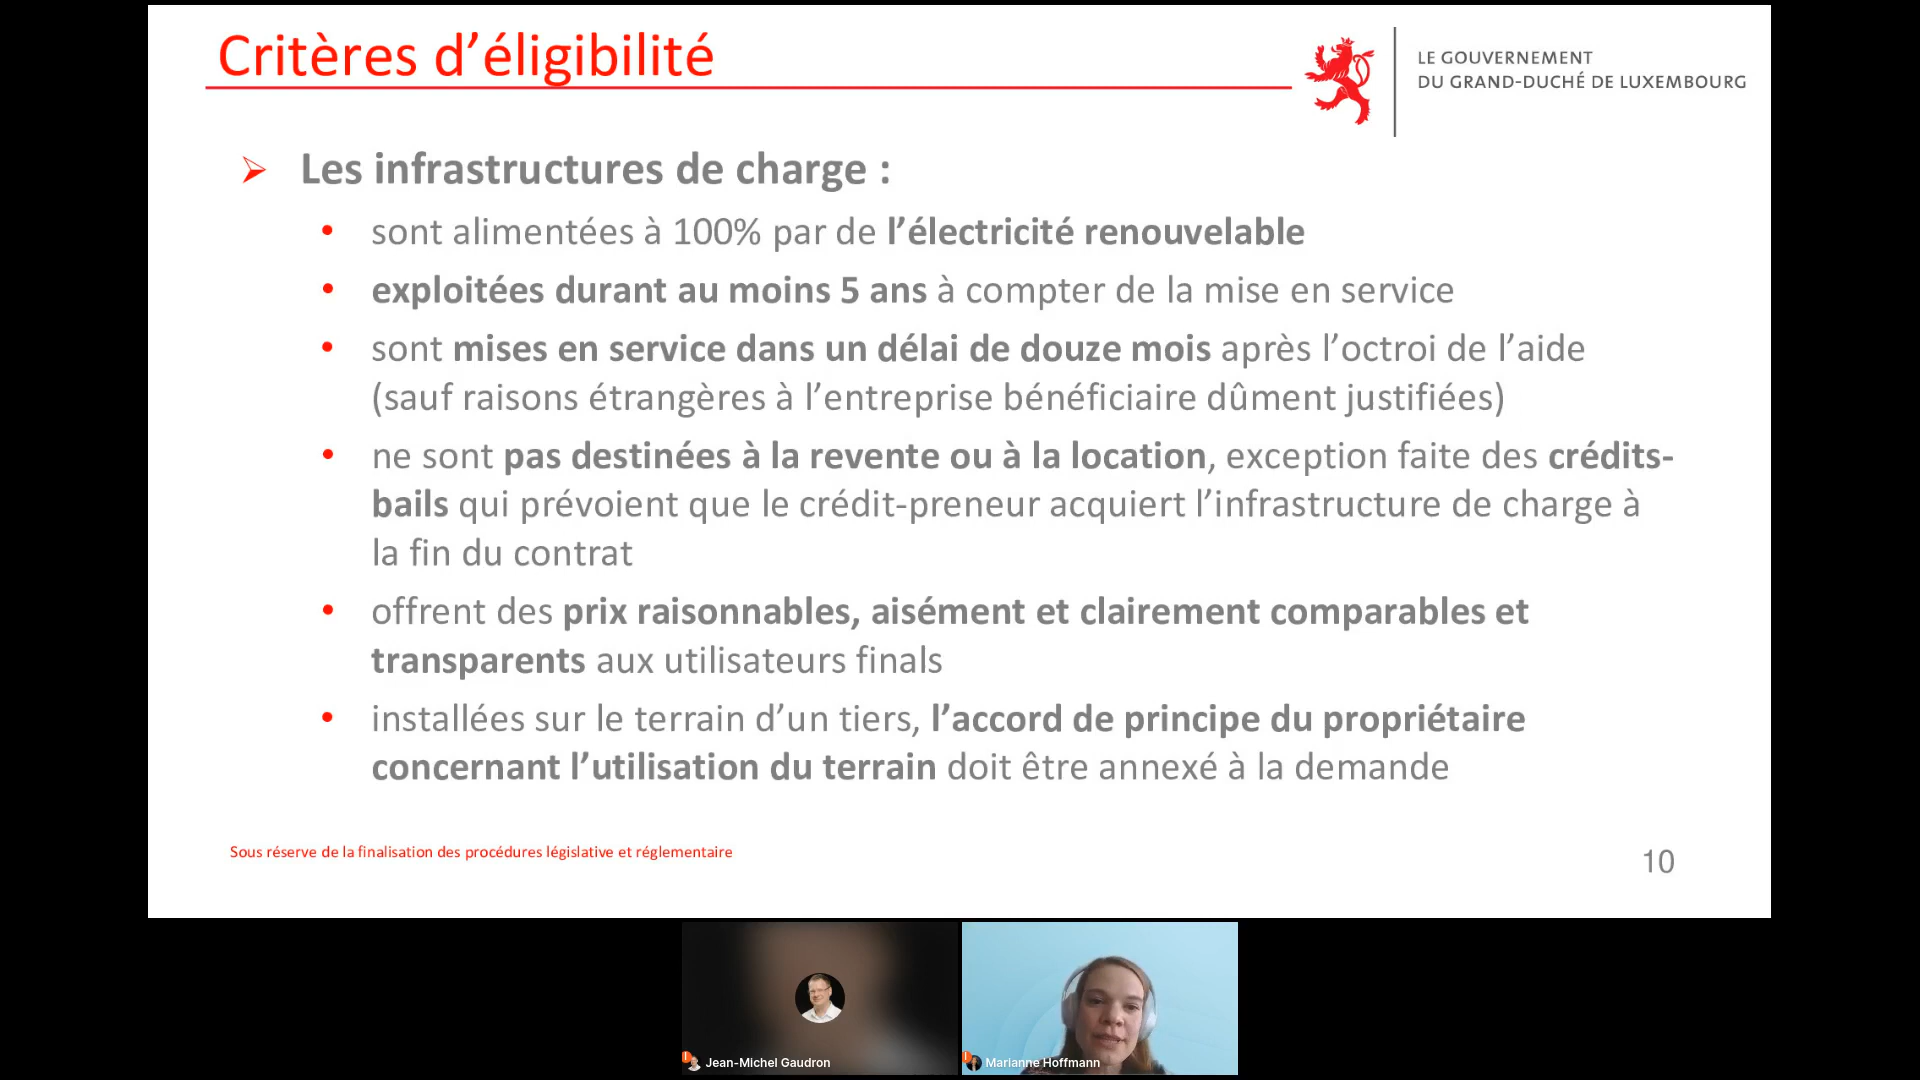 Critères d’éligibilité
LE GOUVERNEMENT
DU GRAND-DUCHÉ DE LUXEMBOURG
Les infrastructures de charge :
sont alimentées à 100% par de l’électricité renouvelable
exploitées durant au moins 5 ans à compter de la mise en service
sont mises en service dans un délai de douze mois après l’octroi de l’aide
(sauf raisons étrangères à l’entreprise bénéficiaire dûment justifiées)
ne sont pas destinées à la revente ou à la location, exception faite des crédits-
bails qui prévoient que le crédit-preneur acquiert l’infrastructure de charge à
la fin du contrat
offrent des prix raisonnables, aisément et clairement comparables et
transparents aux utilisateurs finals
installées sur le terrain d’un tiers, l’accord de principe du propriétaire
concernant l’utilisation du terrain doit être annexé à la demande
Sous réserve de la finalisation des procédures législative et réglementaire
10
Jean-Michel Gaudron
Marianne Hoffmann